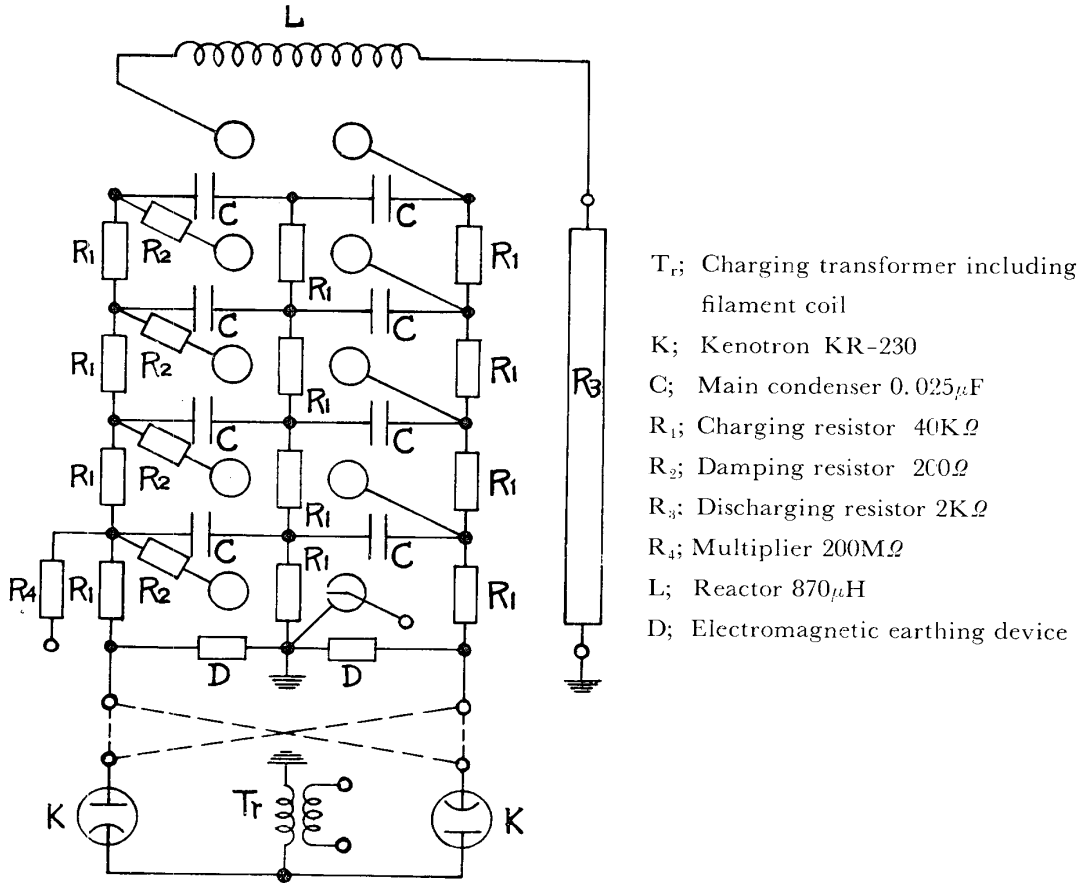 L
C
C
R₁
R₂
R₁
R₁
C
C
R₁
R₂
R₁
R₁
C
C
R₁
R₂
R₁
R₁
C
C
R₄
R₁
R₂
R₁
R₁
R₃
D
D
K
Tr
K
Tr; Charging transformer including
filament coil
K; Kenotron KR-230
C; Main condenser 0.025μF
R₁; Charging resistor 40KΩ
R₂; Damping resistor 200Ω
R₃; Discharging resistor 2KΩ
R₄; Multiplier 200MΩ
L; Reactor 870μH
D; Electromagnetic earthing device